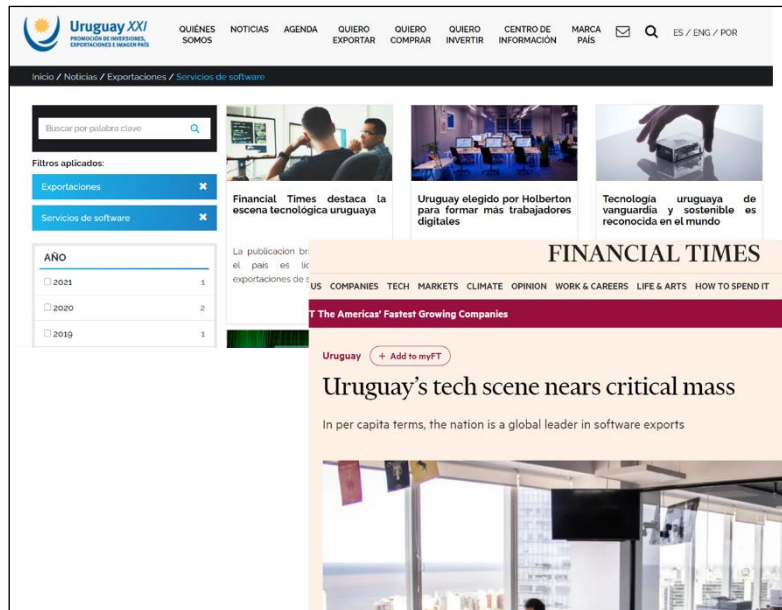 Uruguay XXI
PROMOCIÓN DE INVERSIONES,
EXPORTACIONES E IMAGEN PAÍS
QUIÉNES SOMOS
NOTICIAS
AGENDA
QUIERO EXPORTAR
QUIERO COMPRAR
QUIERO INVERTIR
CENTRO DE INFORMACIÓN
MARCA PAÍS
ES / ENG / POR
Inicio / Noticias / Exportaciones / Servicios de software
Buscar por palabra clave
Filtros aplicados:
Exportaciones
Servicios de software
AÑO
2021 1
2020 2
2019 1
Financial Times destaca la
escena tecnológica uruguaya
La publicación
el país es
exportaciones de
Uruguay elegido por Holberton
para formar más trabajadores
digitales
Tecnología uruguaya de
vanguardia y sostenible es
reconocida en el mundo
FINANCIAL TIMES
US COMPANIES TECH MARKETS CLIMATE OPINION WORK & CAREERS LIFE & ARTS HOW TO SPEND IT
T The Americas' Fastest Growing Companies
Uruguay
+ Add to myFT
Uruguay's tech scene nears critical mass
In per capita terms, the nation is a global leader in software exports